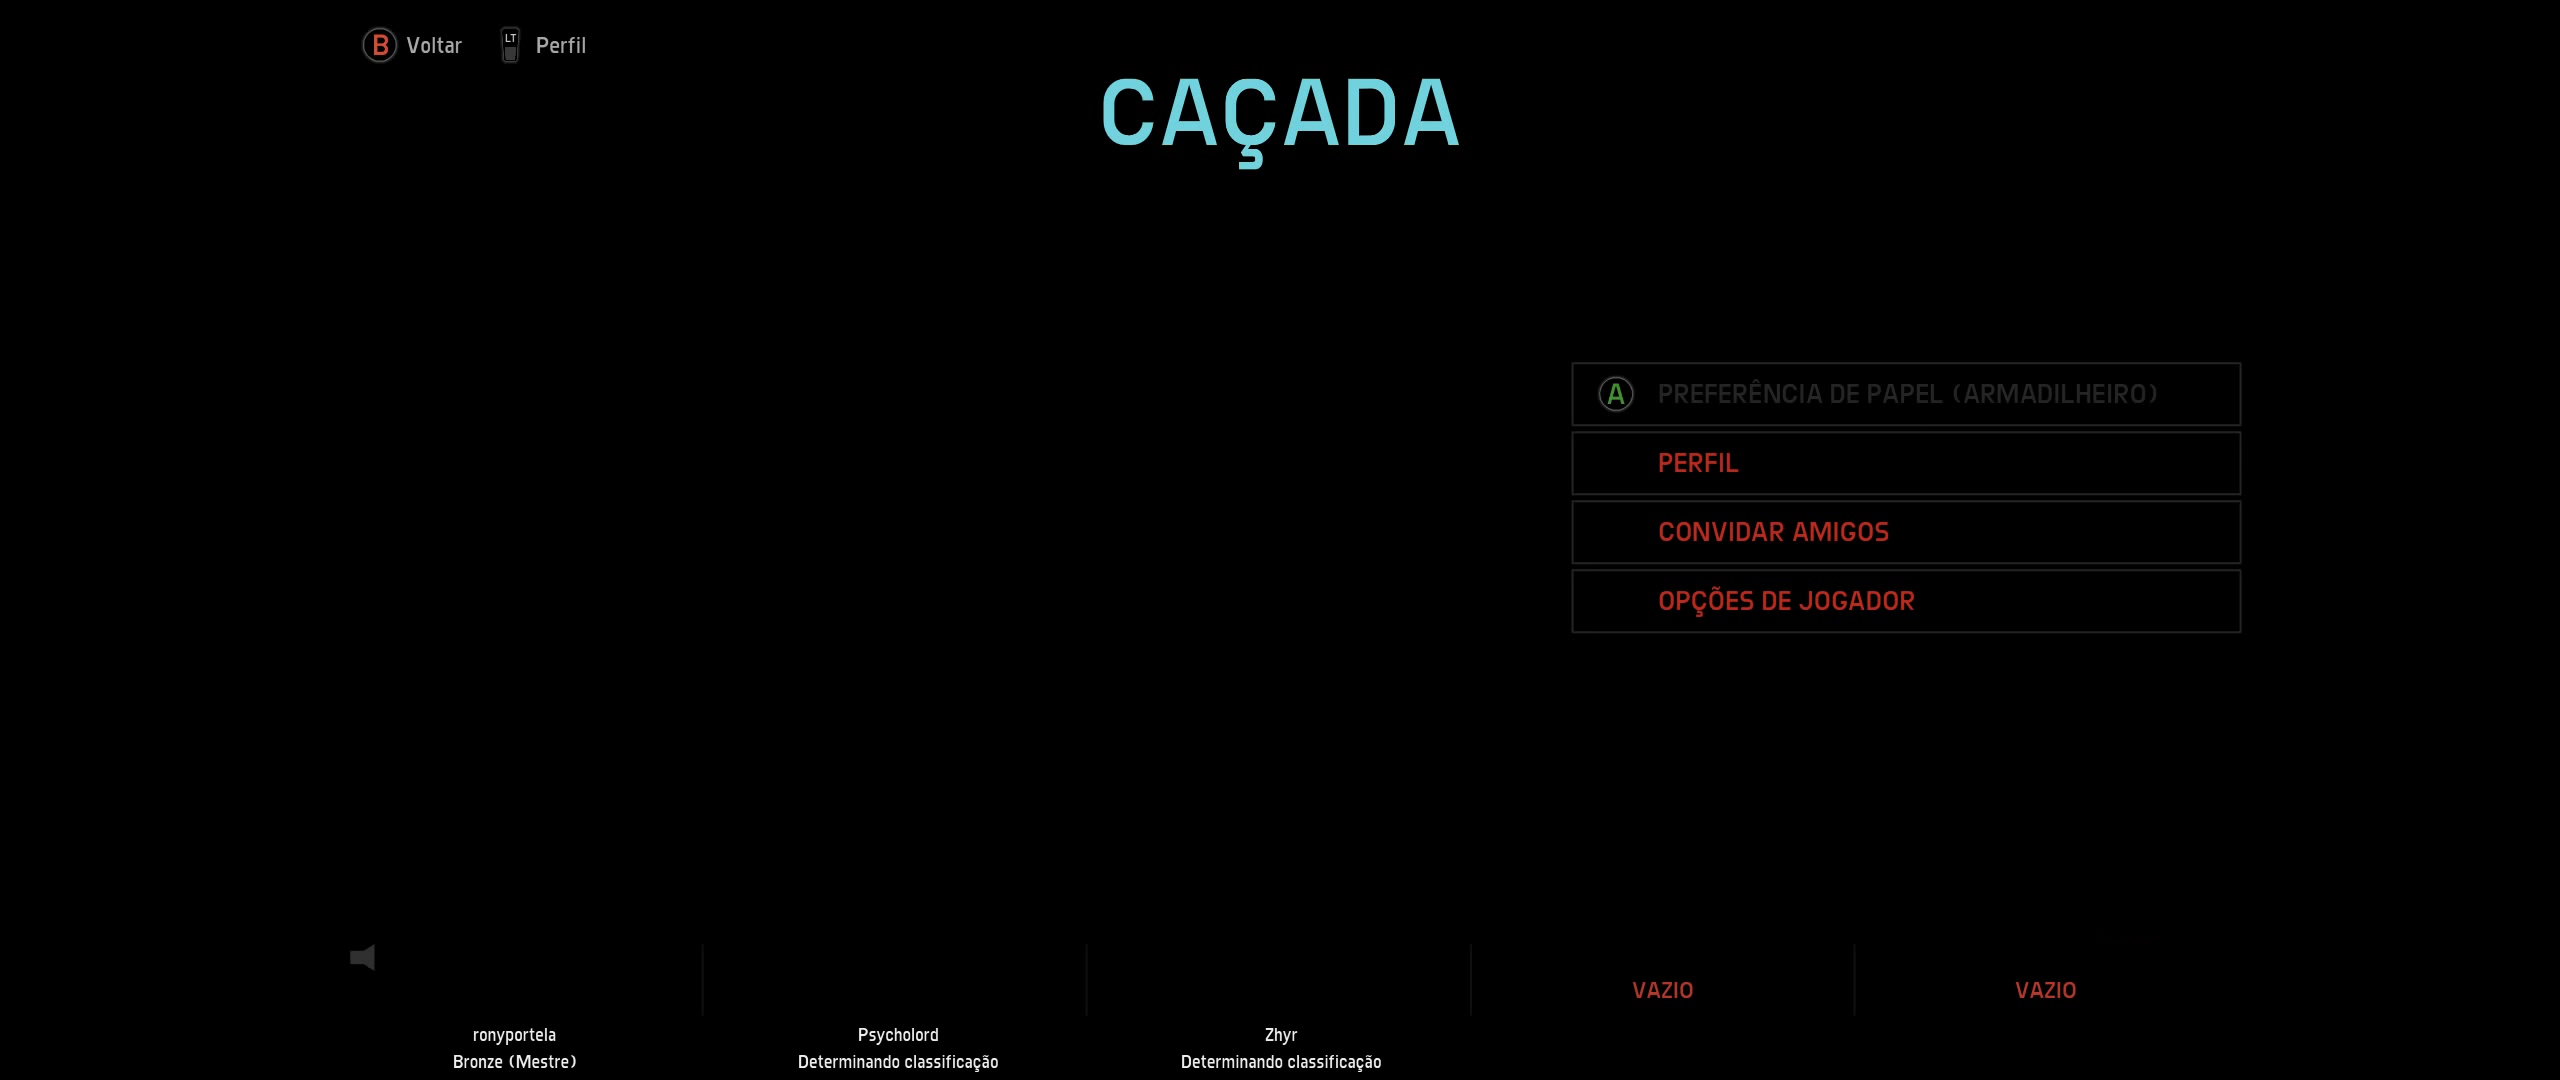 B Voltar LT Perfil
CAÇADA
A PREFERÊNCIA DE PAPEL (ARMADILHEIRO)
PERFIL
CONVIDAR AMIGOS
OPÇÕES DE JOGADOR
VAZIO VAZIO
ronyportela Psycholord Zhyr
Bronze (Mestre) Determinando classificação Determinando classificação